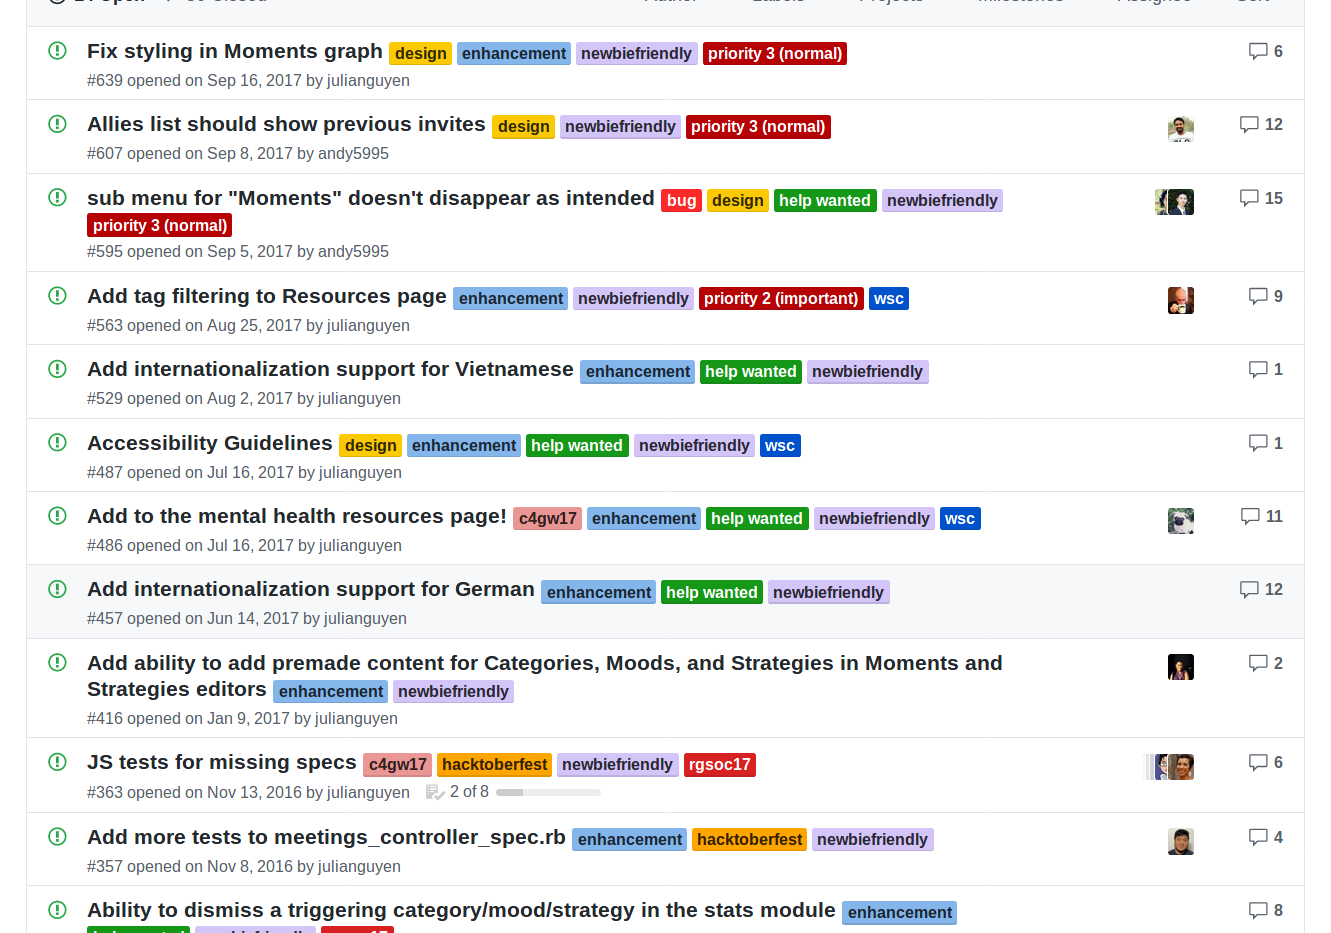 Fix styling in Moments graph design enhancement newbiefriendly priority 3 (normal) 6
#639 opened on Sep 16, 2017 by julianguyen
Allies list should show previous invites design newbiefriendly priority 3 (normal) 12
#607 opened on Sep 8, 2017 by andy5995
sub menu for "Moments" doesn't disappear as intended bug design help wanted newbiefriendly 15
priority 3 (normal)
#595 opened on Sep 5, 2017 by andy5995
Add tag filtering to Resources page enhancement newbiefriendly priority 2 (important) wsc 9
#563 opened on Aug 25, 2017 by julianguyen
Add internationalization support for Vietnamese enhancement help wanted newbiefriendly 1
#529 opened on Aug 2, 2017 by julianguyen
Accessibility Guidelines design enhancement help wanted newbiefriendly wsc 1
#487 opened on Jul 16, 2017 by julianguyen
Add to the mental health resources page! c4gw17 enhancement help wanted newbiefriendly wsc 11
#486 opened on Jul 16, 2017 by julianguyen
Add internationalization support for German enhancement help wanted newbiefriendly 12
#457 opened on Jun 14, 2017 by julianguyen
Add ability to add premade content for Categories, Moods, and Strategies in Moments and 2
Strategies editors enhancement newbiefriendly
#416 opened on Jan 9, 2017 by julianguyen
JS tests for missing specs c4gw17 hacktoberfest newbiefriendly rgsoc17 6
#363 opened on Nov 13, 2016 by julianguyen 2 of 8
Add more tests to meetings_controller_spec.rb enhancement hacktoberfest newbiefriendly 4
#357 opened on Nov 8, 2016 by julianguyen
Ability to dismiss a triggering category/mood/strategy in the stats module enhancement 8